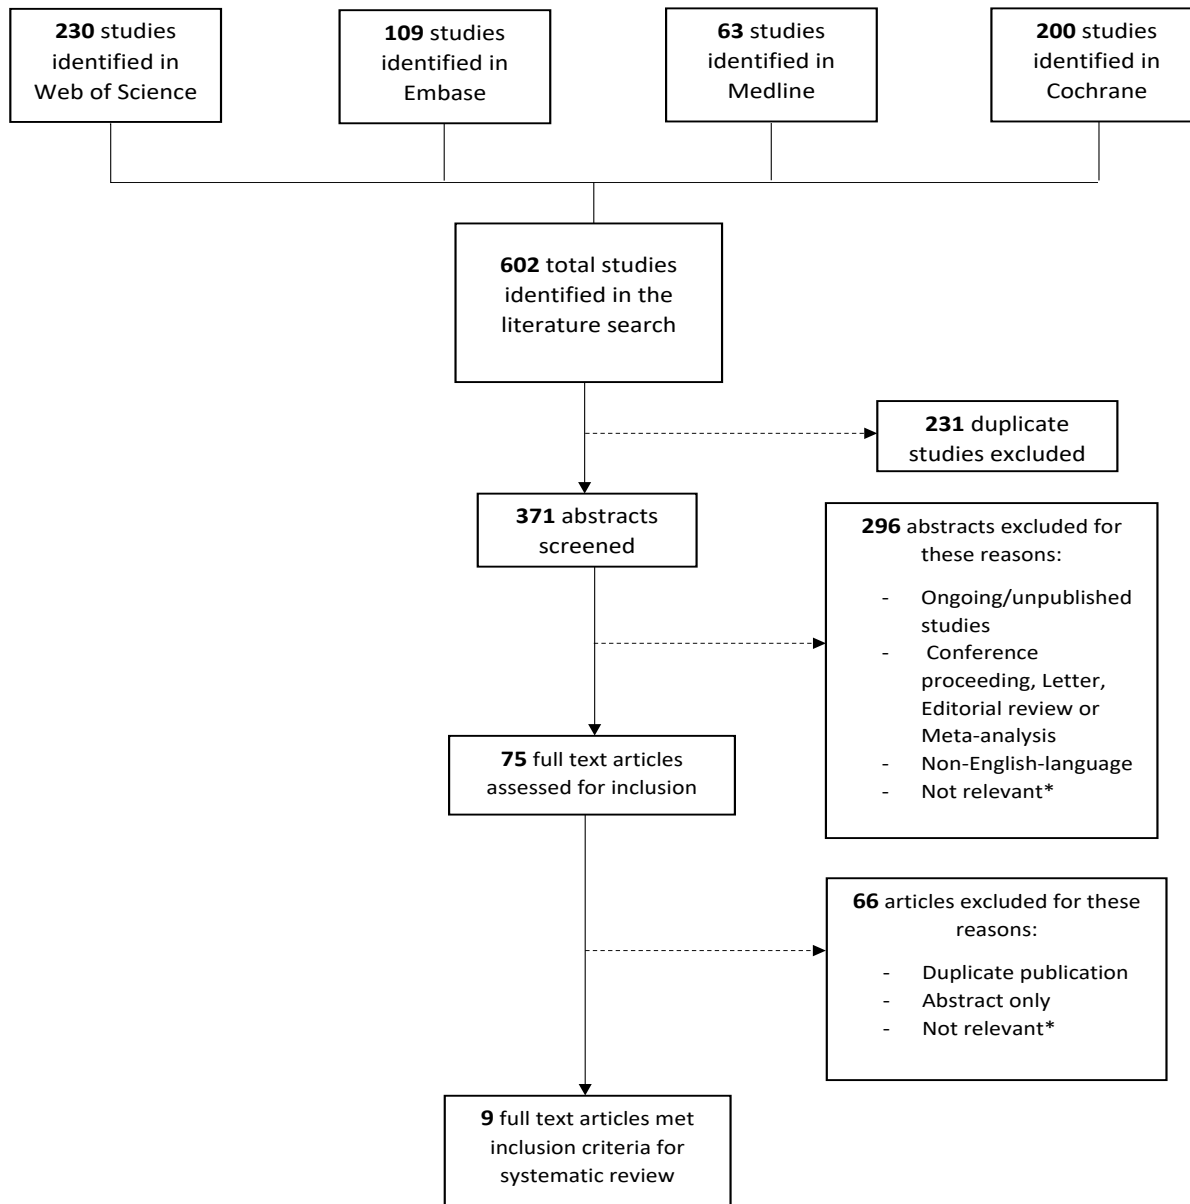 230 studies
identified in
Web of Science
109 studies
identified in
Embase
63 studies
identified in
Medline
200 studies
identified in
Cochrane
602 total studies
identified in the
literature search
231 duplicate
studies excluded
371 abstracts
screened
296 abstracts excluded for
these reasons:
- Ongoing/unpublished
studies
- Conference
proceeding, Letter,
Editorial review or
Meta-analysis
- Non-English-language
- Not relevant*
75 full text articles
assessed for inclusion
66 articles excluded for these
reasons:
- Duplicate publication
- Abstract only
- Not relevant*
9 full text articles met
inclusion criteria for
systematic review